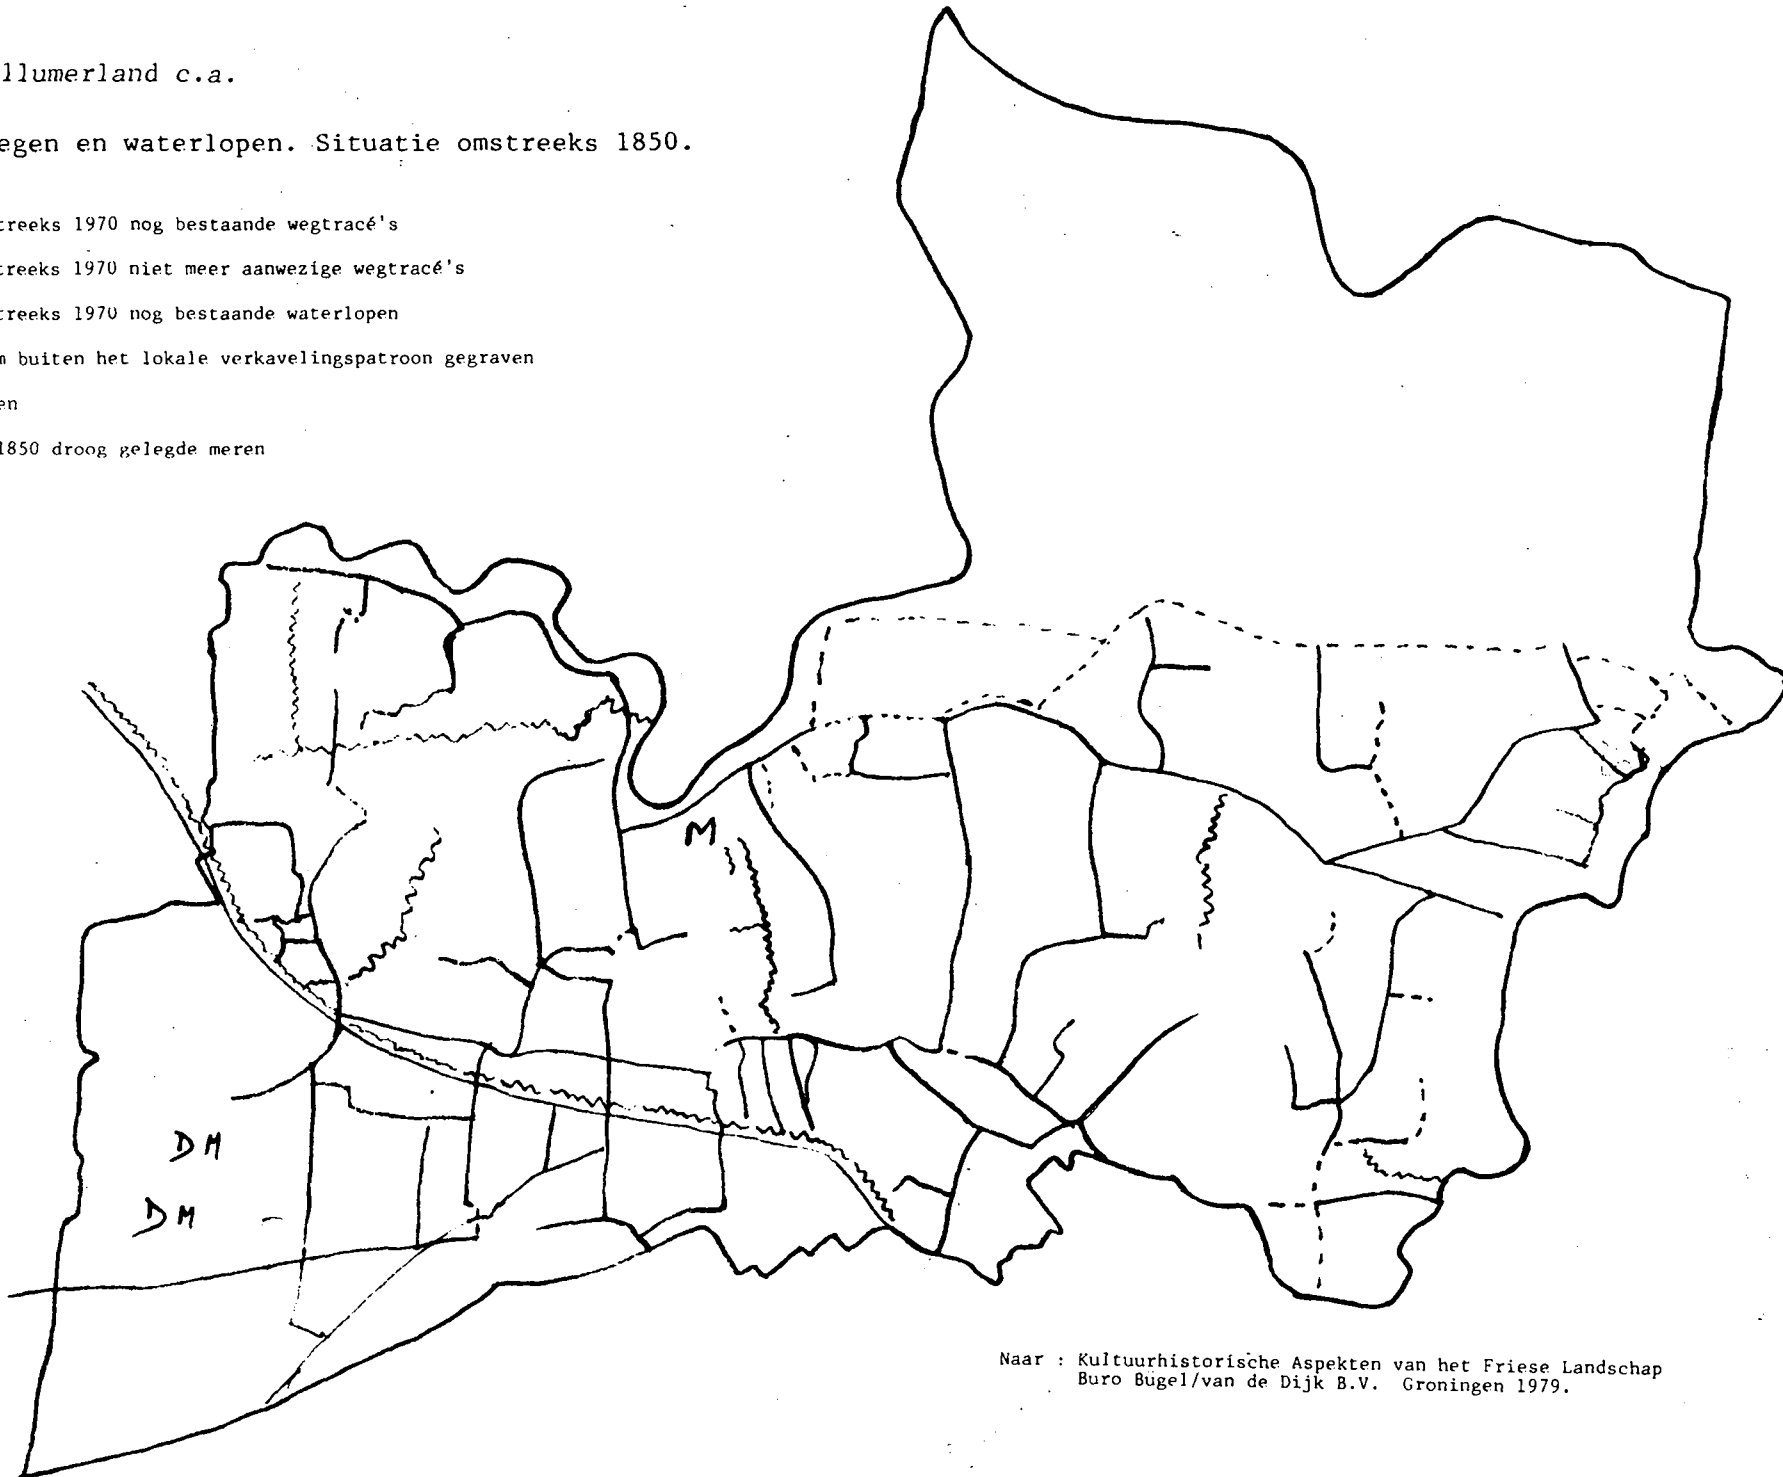 llumerland c.a.
egen en waterlopen. Situatie omstreeks 1850.
treeks 1970 nog bestaande wegtracé's
treeks 1970 niet meer aanwezige wegtracé's
treeks 1970 nog bestaande waterlopen
n buiten het lokale verkavelingspatroon gegraven
en
1850 droog gelegde meren
M
DM
DM
Naar : Kultuurhistorische Aspekten van het Friese Landschap
Buro Bügel/van de Dijk B.V. Groningen 1979.